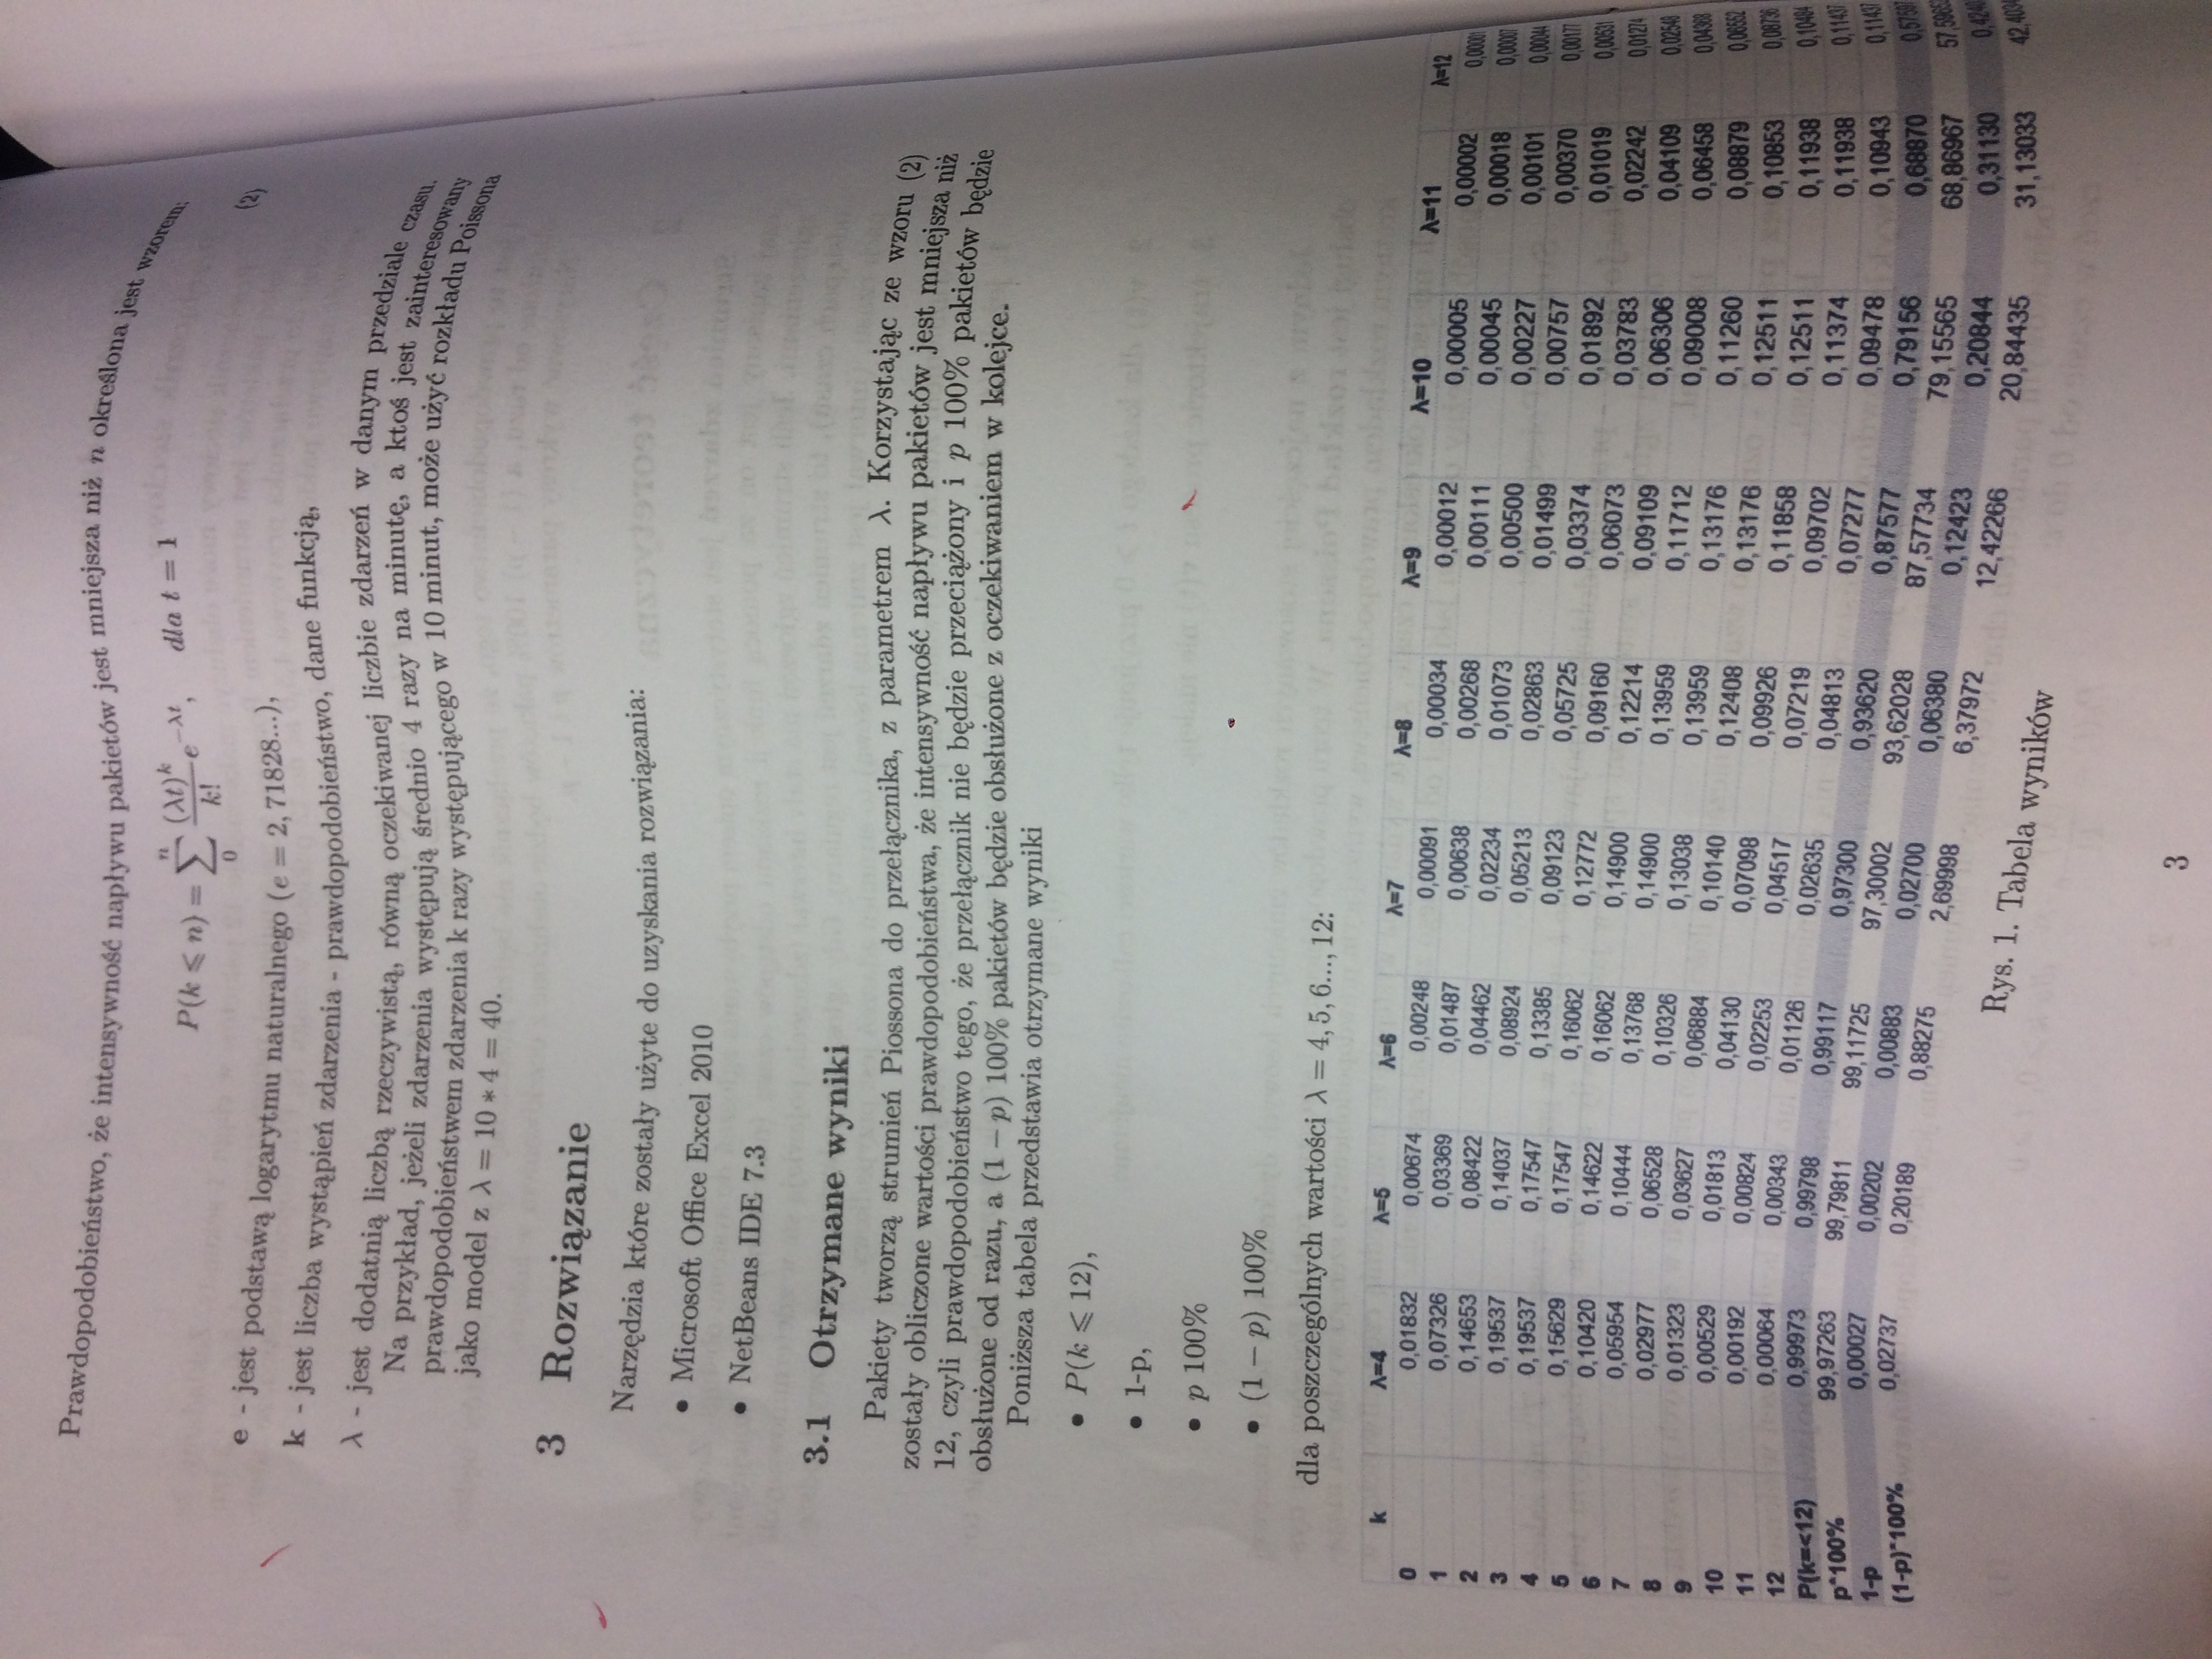 Prawdopodobieństwo, że intensywność napływu pakietów jest mniejsza niż n określona jest wzorem:
P(k ⩽ n) = ∑ₙ⁰ (λt)ᵏ/k! e^−λt, dla t = 1 (2)
e - jest podstawą logarytmu naturalnego (e = 2,71828...),
k - jest liczba wystąpień zdarzenia - prawdopodobieństwo, dane funkcją,
λ - jest dodatnią liczbą rzeczywistą, równą oczekiwanej liczbie zdarzeń w danym przedziale czasu.
Na przykład, jeżeli zdarzenia występują średnio 4 razy na minutę, a ktoś jest zainteresowany
prawdopodobieństwem zdarzenia k razy występującego w 10 minut, może użyć rozkładu Poissona
jako model z λ = 10 * 4 = 40.
3 Rozwiązanie
Narzędzia które zostały użyte do uzyskania rozwiązania:
• Microsoft Office Excel 2010
• NetBeans IDE 7.3
3.1 Otrzymane wyniki
Pakiety tworzą strumień Piossona do przełącznika, z parametrem λ. Korzystając ze wzoru (2)
zostały obliczone wartości prawdopodobieństwa, że intensywność napływu pakietów jest mniejsza niż
12, czyli prawdopodobieństwo tego, że przełącznik nie będzie przeciążony i p 100% pakietów będzie
obsłużone od razu, a (1 − p) 100% pakietów będzie obsłużone z oczekiwaniem w kolejce.
Poniższa tabela przedstawia otrzymane wyniki
• P(k ⩽ 12),
• 1-p,
• p 100%
• (1 − p) 100%
dla poszczególnych wartości λ = 4, 5, 6..., 12:
k λ=4 λ=5 λ=6 λ=7 λ=8 λ=9 λ=10 λ=11 λ=12
0 0,01832 0,00674 0,00248 0,00091 0,00034 0,00012 0,00005 0,00002 0,00001
1 0,07326 0,03369 0,01487 0,00638 0,00268 0,00111 0,00045 0,00018 0,00007
2 0,14653 0,08422 0,04462 0,02234 0,01073 0,00500 0,00227 0,00101 0,00044
3 0,19537 0,14037 0,08924 0,05213 0,02863 0,01499 0,00757 0,00370 0,00177
4 0,19537 0,17547 0,13385 0,09123 0,05725 0,03374 0,01892 0,01019 0,00531
5 0,15629 0,17547 0,16062 0,12772 0,09160 0,06073 0,03783 0,02242 0,01274
6 0,10420 0,14622 0,16062 0,14900 0,12214 0,09109 0,06306 0,04109 0,02548
7 0,05954 0,10444 0,13768 0,14900 0,13959 0,11712 0,09008 0,06458 0,04368
8 0,02977 0,06528 0,10326 0,13038 0,13959 0,13176 0,11260 0,08879 0,06552
9 0,01323 0,03627 0,06884 0,10140 0,12408 0,13176 0,12511 0,10853 0,08736
10 0,00529 0,01813 0,04130 0,07098 0,09926 0,11858 0,12511 0,11938 0,10484
11 0,00192 0,00824 0,02253 0,04517 0,07219 0,09702 0,11374 0,11938 0,11437
12 0,00064 0,00343 0,01126 0,02635 0,04813 0,07277 0,09478 0,10943 0,11437
P(k=<12) 0,99973 0,99798 0,99117 0,97300 0,93620 0,87577 0,79156 0,68870
p*100% 99,97263 99,79811 99,11725 97,30002 93,62028 87,57734 79,15565 68,86967
1-p 0,00027 0,00202 0,00883 0,02700 0,06380 0,12423 0,20844 0,31130
(1-p)*100% 0,02737 0,20189 0,88275 2,69998 6,37972 12,42266 20,84435 31,13033
Rys. 1. Tabela wyników
3